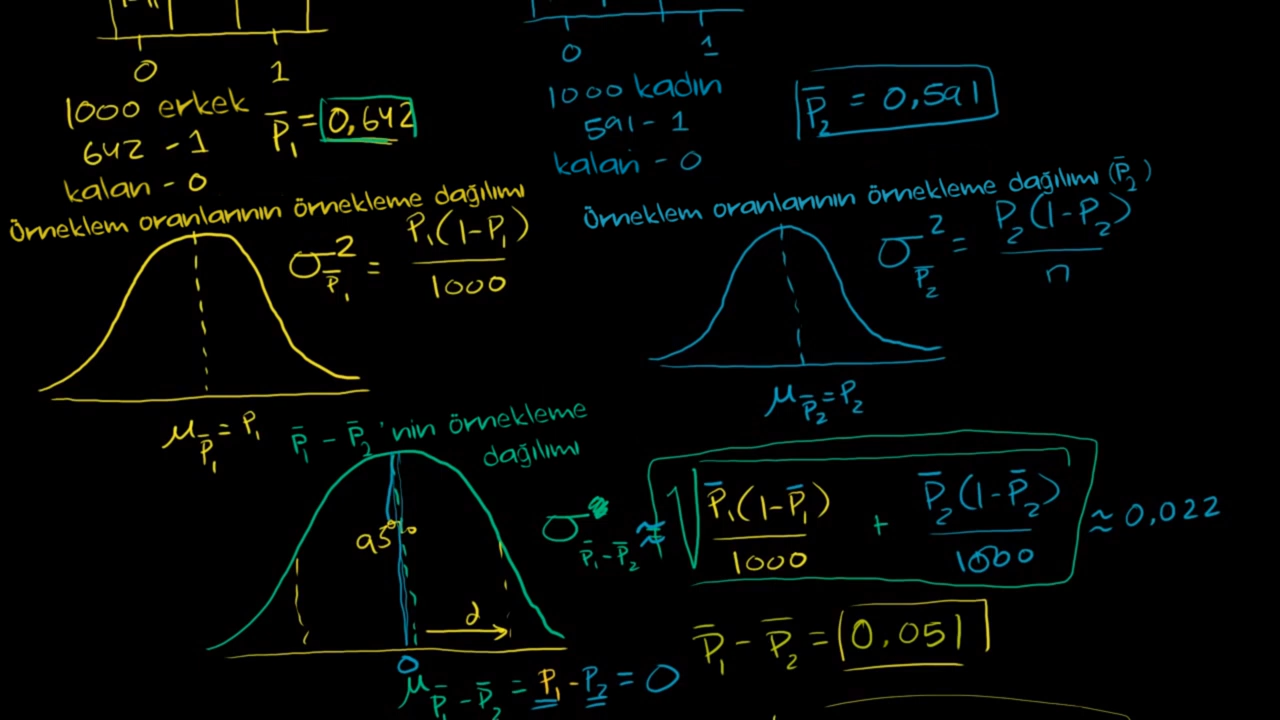 0 1
1000 erkek
642 - 1
kalan - 0
P̄₁ = 0,642
Örneklem oranlarının örnekleme dağılımı
σ²_P̄₁ = P₁(1-P₁) / 1000
μ_P̄₁ = P₁
0 1
1000 kadın
591 - 1
kalan - 0
P̄₂ = 0,591
Örneklem oranlarının örnekleme dağılımı (P̄₂)
σ²_P̄₂ = P₂(1-P₂) / n
μ_P̄₂ = P₂
P̄₁ - P̄₂'nin örnekleme
dağılımı
95%
d
0
μ_P̄₁-P̄₂ = P₁ - P₂ = 0
σ_P̄₁-P̄₂ ≈ √(P̄₁(1-P̄₁) / 1000 + P̄₂(1-P̄₂) / 1000) ≈ 0,022
P̄₁ - P̄₂ = 0,051